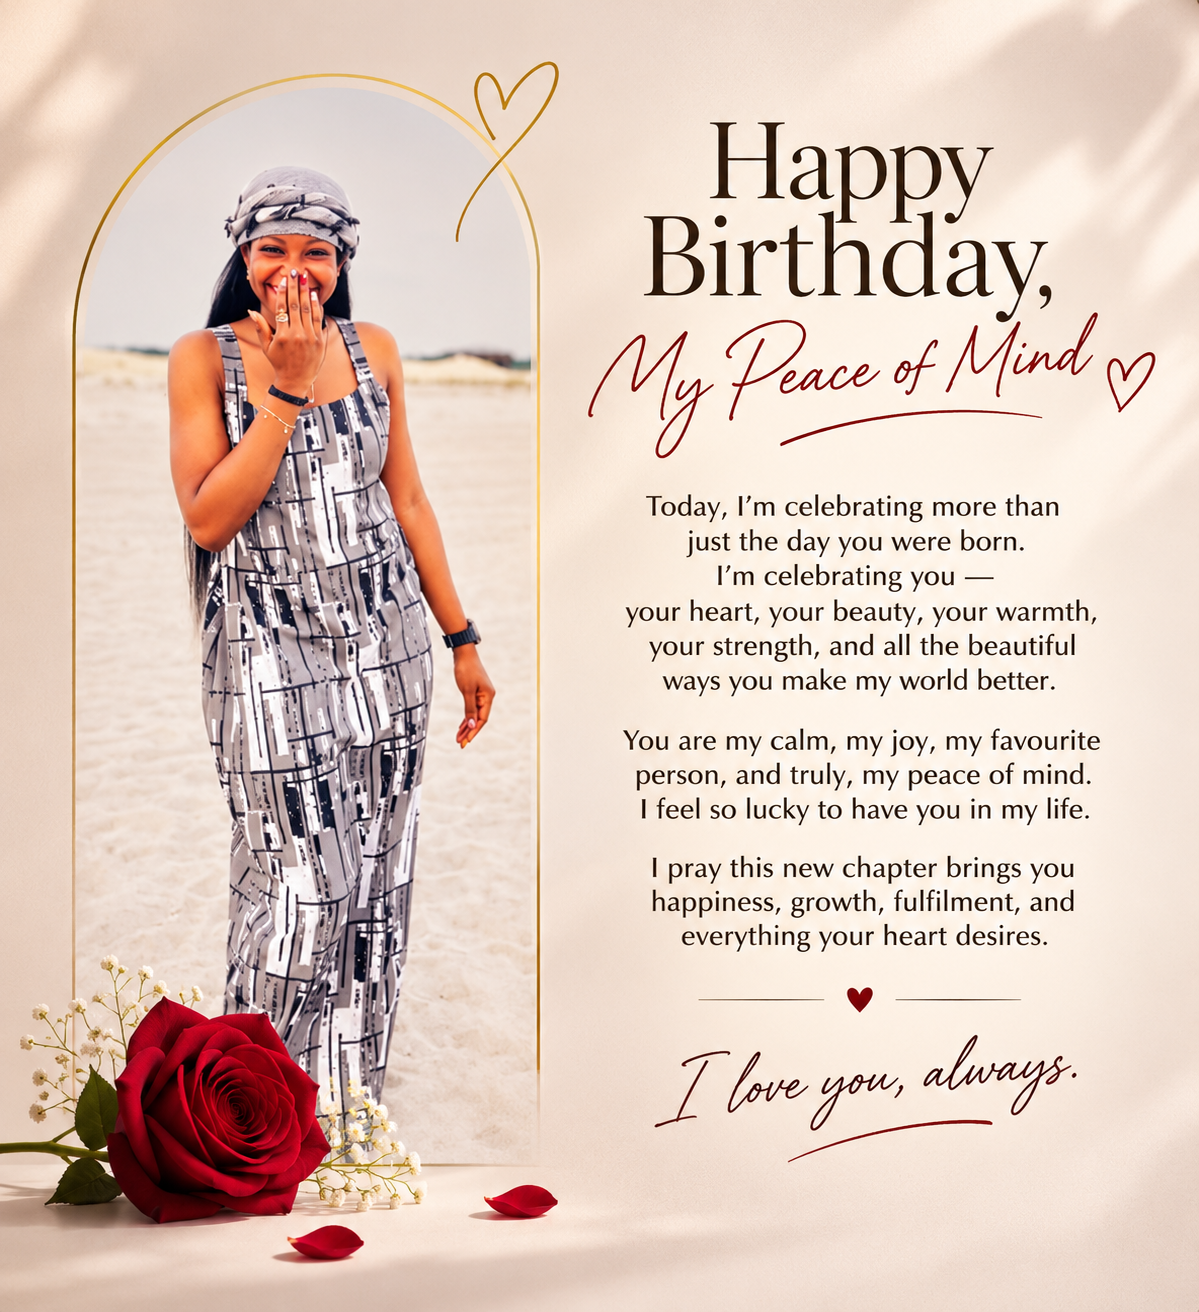 Happy
Birthday,
My Peace of Mind
Today, I’m celebrating more than
just the day you were born.
I’m celebrating you —
your heart, your beauty, your warmth,
your strength, and all the beautiful
ways you make my world better.
You are my calm, my joy, my favourite
person, and truly, my peace of mind.
I feel so lucky to have you in my life.
I pray this new chapter brings you
happiness, growth, fulfilment, and
everything your heart desires.
I love you, always.